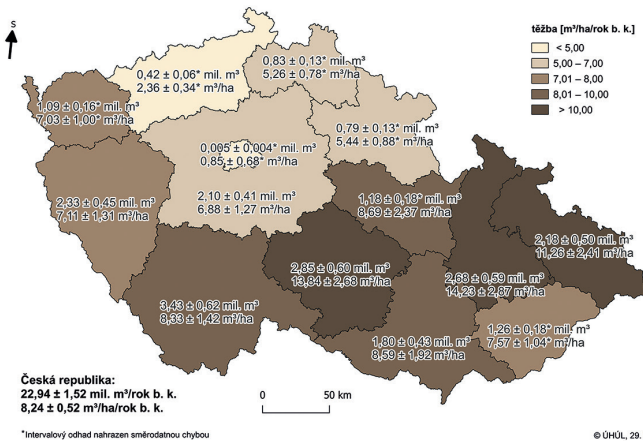 S
těžba [m³/ha/rok b. k.]
< 5,00
5,00 – 7,00
7,01 – 8,00
8,01 – 10,00
> 10,00
0,83 ± 0,13* mil. m³
5,26 ± 0,78* m³/ha
0,42 ± 0,06* mil. m³
2,36 ± 0,34* m³/ha
1,09 ± 0,16* mil. m³
7,03 ± 1,00* m³/ha
0,79 ± 0,13* mil. m³
5,44 ± 0,88* m³/ha
0,005 ± 0,004* mil. m³
0,85 ± 0,68* m³/ha
2,10 ± 0,41 mil. m³
6,88 ± 1,27 m³/ha
2,33 ± 0,45 mil. m³
7,11 ± 1,31 m³/ha
1,18 ± 0,18* mil. m³
8,69 ± 2,37 m³/ha
2,18 ± 0,50 mil. m³
11,26 ± 2,41 m³/ha
2,85 ± 0,60 mil. m³
13,84 ± 2,68 m³/ha
2,68 ± 0,59 mil. m³
14,23 ± 2,87 m³/ha
3,43 ± 0,62 mil. m³
8,33 ± 1,42 m³/ha
1,80 ± 0,43 mil. m³
8,59 ± 1,92 m³/ha
1,26 ± 0,18* mil. m³
7,57 ± 1,04* m³/ha
Česká republika:
22,94 ± 1,52 mil. m³/rok b. k.
8,24 ± 0,52 m³/ha/rok b. k.
0 50 km
*Intervalový odhad nahrazen směrodatnou chybou
© ÚHÚL, 29.